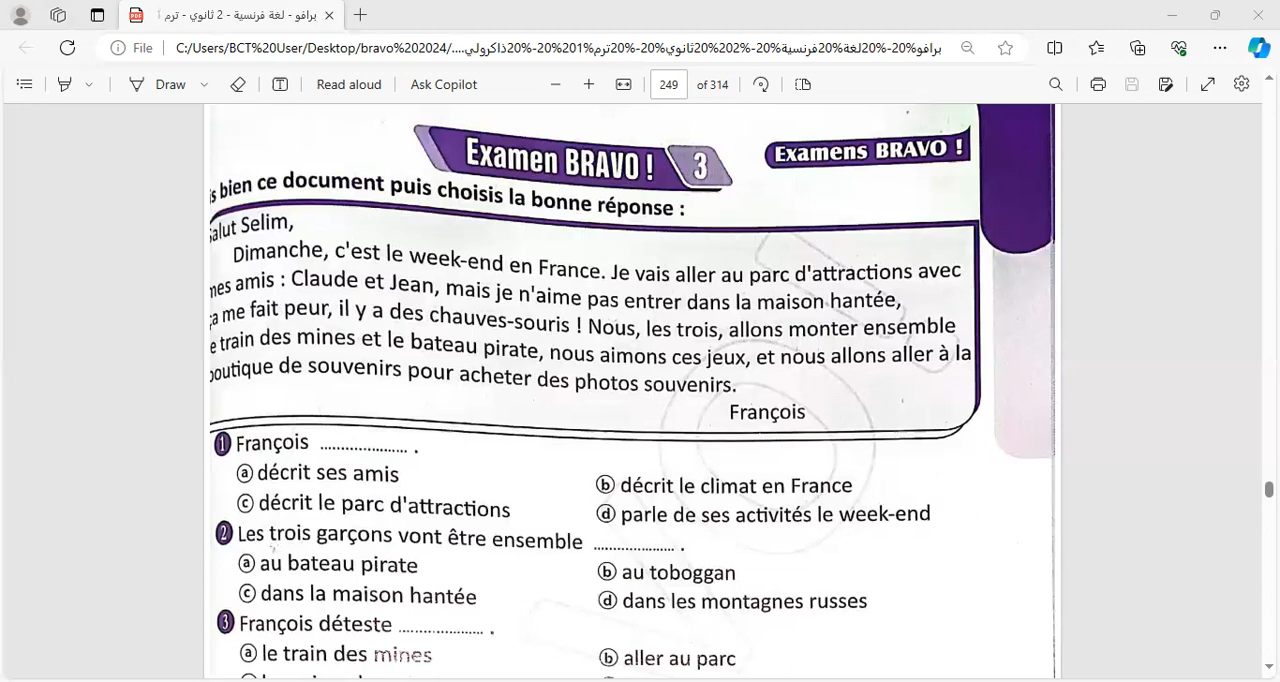 برافو - لغة فرنسية - 2 ثانوي - ترم
File
C:/Users/BCT%20User/Desktop/bravo%202024/....برافو%20-%20لغة%20فرنسية%20-%202%20ثانوي%20-%20ترم%201%20-%20ذاكرولي
Draw
Read aloud
Ask Copilot
249 of 314
Examen BRAVO ! 3
Examens BRAVO !
s bien ce document puis choisis la bonne réponse :
alut Selim,
Dimanche, c'est le week-end en France. Je vais aller au parc d'attractions avec
mes amis : Claude et Jean, mais je n'aime pas entrer dans la maison hantée,
ça me fait peur, il y a des chauves-souris ! Nous, les trois, allons monter ensemble
e train des mines et le bateau pirate, nous aimons ces jeux, et nous allons aller à la
boutique de souvenirs pour acheter des photos souvenirs.
François
1 François .................... .
a décrit ses amis
b décrit le climat en France
c décrit le parc d'attractions
d parle de ses activités le week-end
2 Les trois garçons vont être ensemble .................... .
a au bateau pirate
b au toboggan
c dans la maison hantée
d dans les montagnes russes
3 François déteste .................... .
a le train des mines
b aller au parc